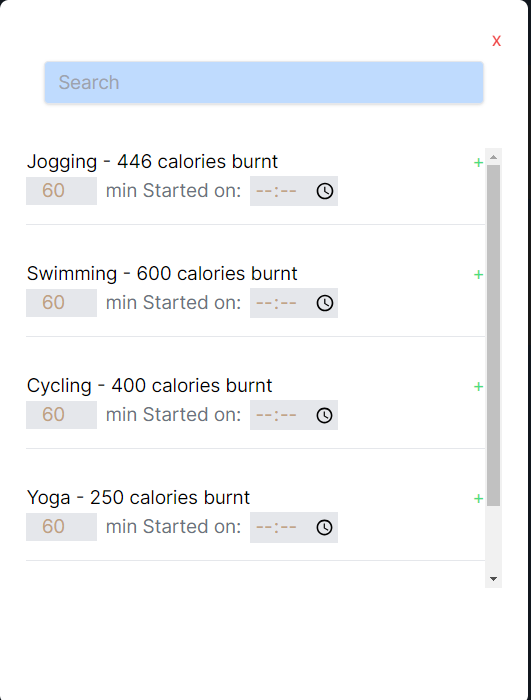 x
Search
Jogging - 446 calories burnt +
60 min Started on: --:--
Swimming - 600 calories burnt +
60 min Started on: --:--
Cycling - 400 calories burnt +
60 min Started on: --:--
Yoga - 250 calories burnt +
60 min Started on: --:--